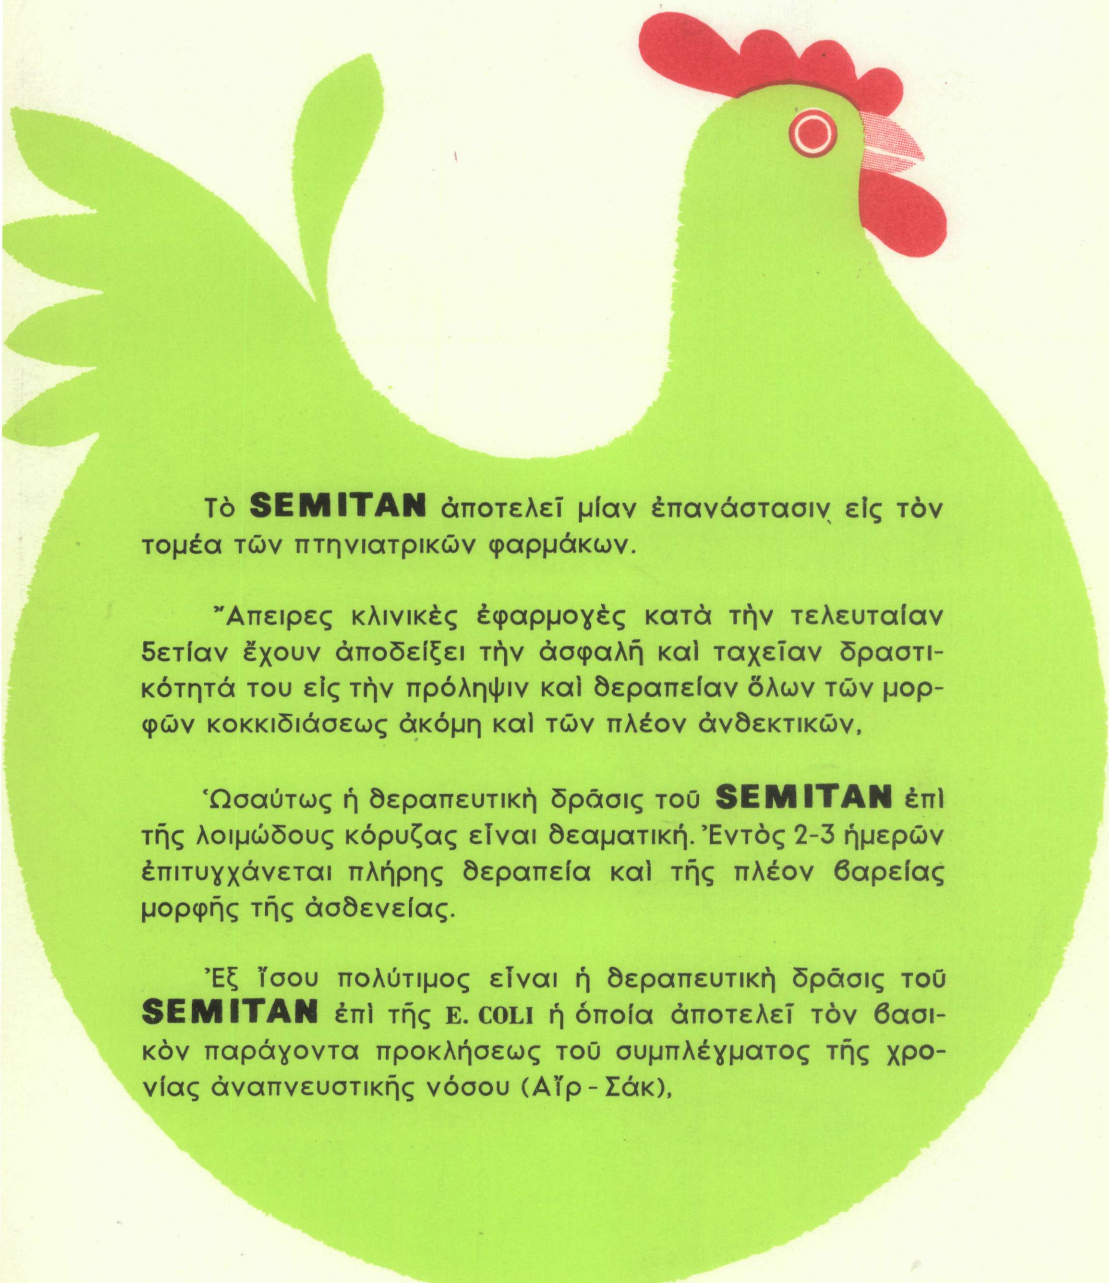 Τὸ SEMITAN ἀποτελεῖ μίαν ἐπανάστασιν εἰς τὸν
τομέα τῶν πτηνιατρικῶν φαρμάκων.
Ἄπειρες κλινικὲς ἐφαρμογὲς κατὰ τὴν τελευταίαν
5ετίαν ἔχουν ἀποδείξει τὴν ἀσφαλῆ καὶ ταχεῖαν δραστι-
κότητά του εἰς τὴν πρόληψιν καὶ θεραπείαν ὅλων τῶν μορ-
φῶν κοκκιδιάσεως ἀκόμη καὶ τῶν πλέον ἀνθεκτικῶν,
Ὡσαύτως ἡ θεραπευτικὴ δρᾶσις τοῦ SEMITAN ἐπὶ
τῆς λοιμώδους κόρυζας εἶναι θεαματική. Ἐντὸς 2-3 ἡμερῶν
ἐπιτυγχάνεται πλήρης θεραπεία καὶ τῆς πλέον βαρείας
μορφῆς τῆς ἀσθενείας.
Ἐξ ἴσου πολύτιμος εἶναι ἡ θεραπευτικὴ δρᾶσις τοῦ
SEMITAN ἐπὶ τῆς E. COLI ἡ ὁποία ἀποτελεῖ τὸν βασι-
κὸν παράγοντα προκλήσεως τοῦ συμπλέγματος τῆς χρο-
νίας ἀναπνευστικῆς νόσου (Αἴρ - Σάκ),